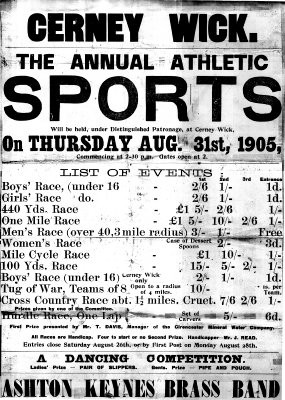 CERNEY WICK.
THE ANNUAL ATHLETIC
SPORTS
Will be held, under Distinguished Patronage, at Cerney Wick,
On THURSDAY AUG. 31st, 1905,
Commencing at 2-30 p.m. Gates open at 2.
LIST OF EVENTS
1st 2nd 3rd Entrance
Boys' Race, (under 16 - 2/6 1/- 1d.
Girls' Race do. - 2/6 1/- 1d.
440 Yds. Race - £1 5/- 2/6 1/-
One Mile Race - £1 5/- 10/- 2/6 1/-
Men's Race (over 40, 3 mile radius) 3/- 1/- Free
Women's Race Case of Dessert Spoons 2/- 3d.
Mile Cycle Race - £1 10/- 1/-
100 Yds. Race - 15/- 5/- 2/- 1/-
Boys' Race (under 16) Cerney Wick only 2/- 1/- 1d.
Tug of War, Teams of 8 Open to a radius of 4 miles. 10/- per Team.
Cross Country Race abt. 1½ miles. Cruet. 7/6 2/6 1/-
Prizes given by one of the Committee.
Hurdle Race, One Lap Set of Carvers 5/- 6d.
First Prize presented by Mr. T. DAVIS, Manager of the Cirencester Mineral Water Company.
All Races are Handicap. Four to start or no Second Prize. Handicapper Mr. J. READ.
Entries close Saturday August 26th, or by First Post on Monday August 28th.
A DANCING COMPETITION.
Ladies' Prize — PAIR OF SLIPPERS. Gents. Prize — PIPE AND POUCH.
ASHTON KEYNES BRASS BAND